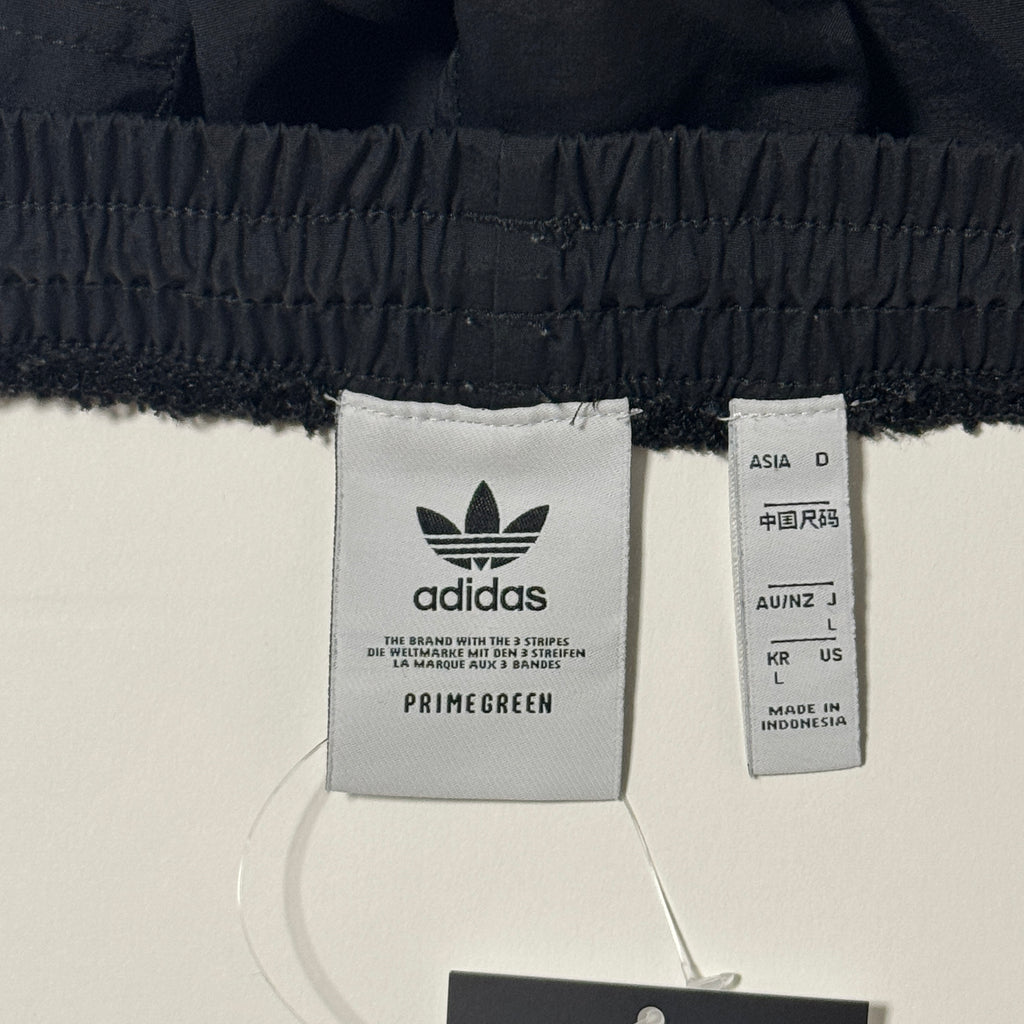 adidas
THE BRAND WITH THE 3 STRIPES
DIE WELTMARKE MIT DEN 3 STREIFEN
LA MARQUE AUX 3 BANDES
PRIMEGREEN
ASIA D
中国尺码
AU/NZ J
L
KR US
L
MADE IN
INDONESIA